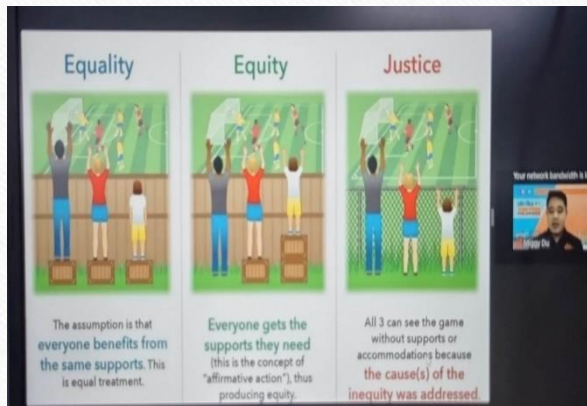 Equality
The assumption is that
everyone benefits from
the same supports. This
is equal treatment.
Equity
Everyone gets the
supports they need
(this is the concept of
"affirmative action"), thus
producing equity.
Justice
All 3 can see the game
without supports or
accommodations because
the cause(s) of the
inequity was addressed.
Your network bandwidth is